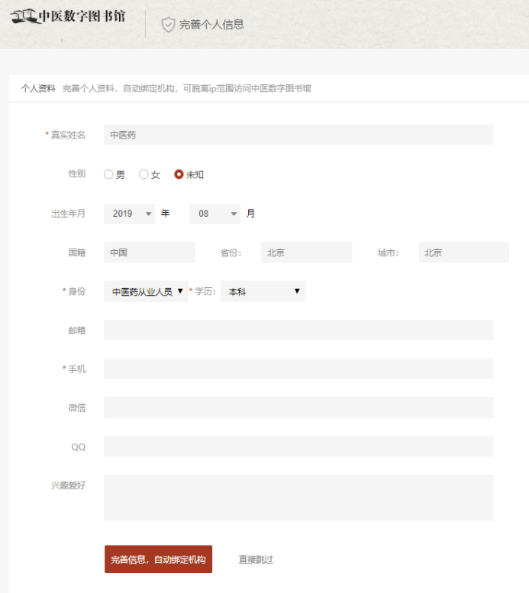 中医数字图书馆 完善个人信息
个人资料 完善个人资料，自动绑定机构，可脱离ip范围访问中医数字图书馆
* 真实姓名 中医药
性别 男 女 未知
出生年月 2019 年 08 月
国籍 中国 省份： 北京 城市： 北京
* 身份 中医药从业人员 * 学历： 本科
邮箱
* 手机
微信
QQ
兴趣爱好
完善信息，自动绑定机构 直接跳过